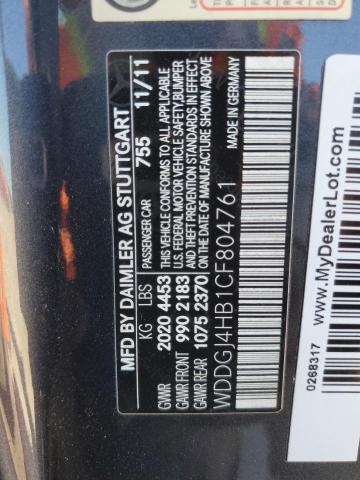 MFD BY DAIMLER AG STUTTGART
PASSENGER CAR 755 11/11
KG LBS
GVWR 2020 4453
GAWR FRONT 990 2183
GAWR REAR 1075 2370
THIS VEHICLE CONFORMS TO ALL APPLICABLE
U.S. FEDERAL MOTOR VEHICLE SAFETY,BUMPER
AND THEFT PREVENTION STANDARDS IN EFFECT
ON THE DATE OF MANUFACTURE SHOWN ABOVE
WDDGJ4HB1CF804761
MADE IN GERMANY
www.MyDealerLot.com
0268317